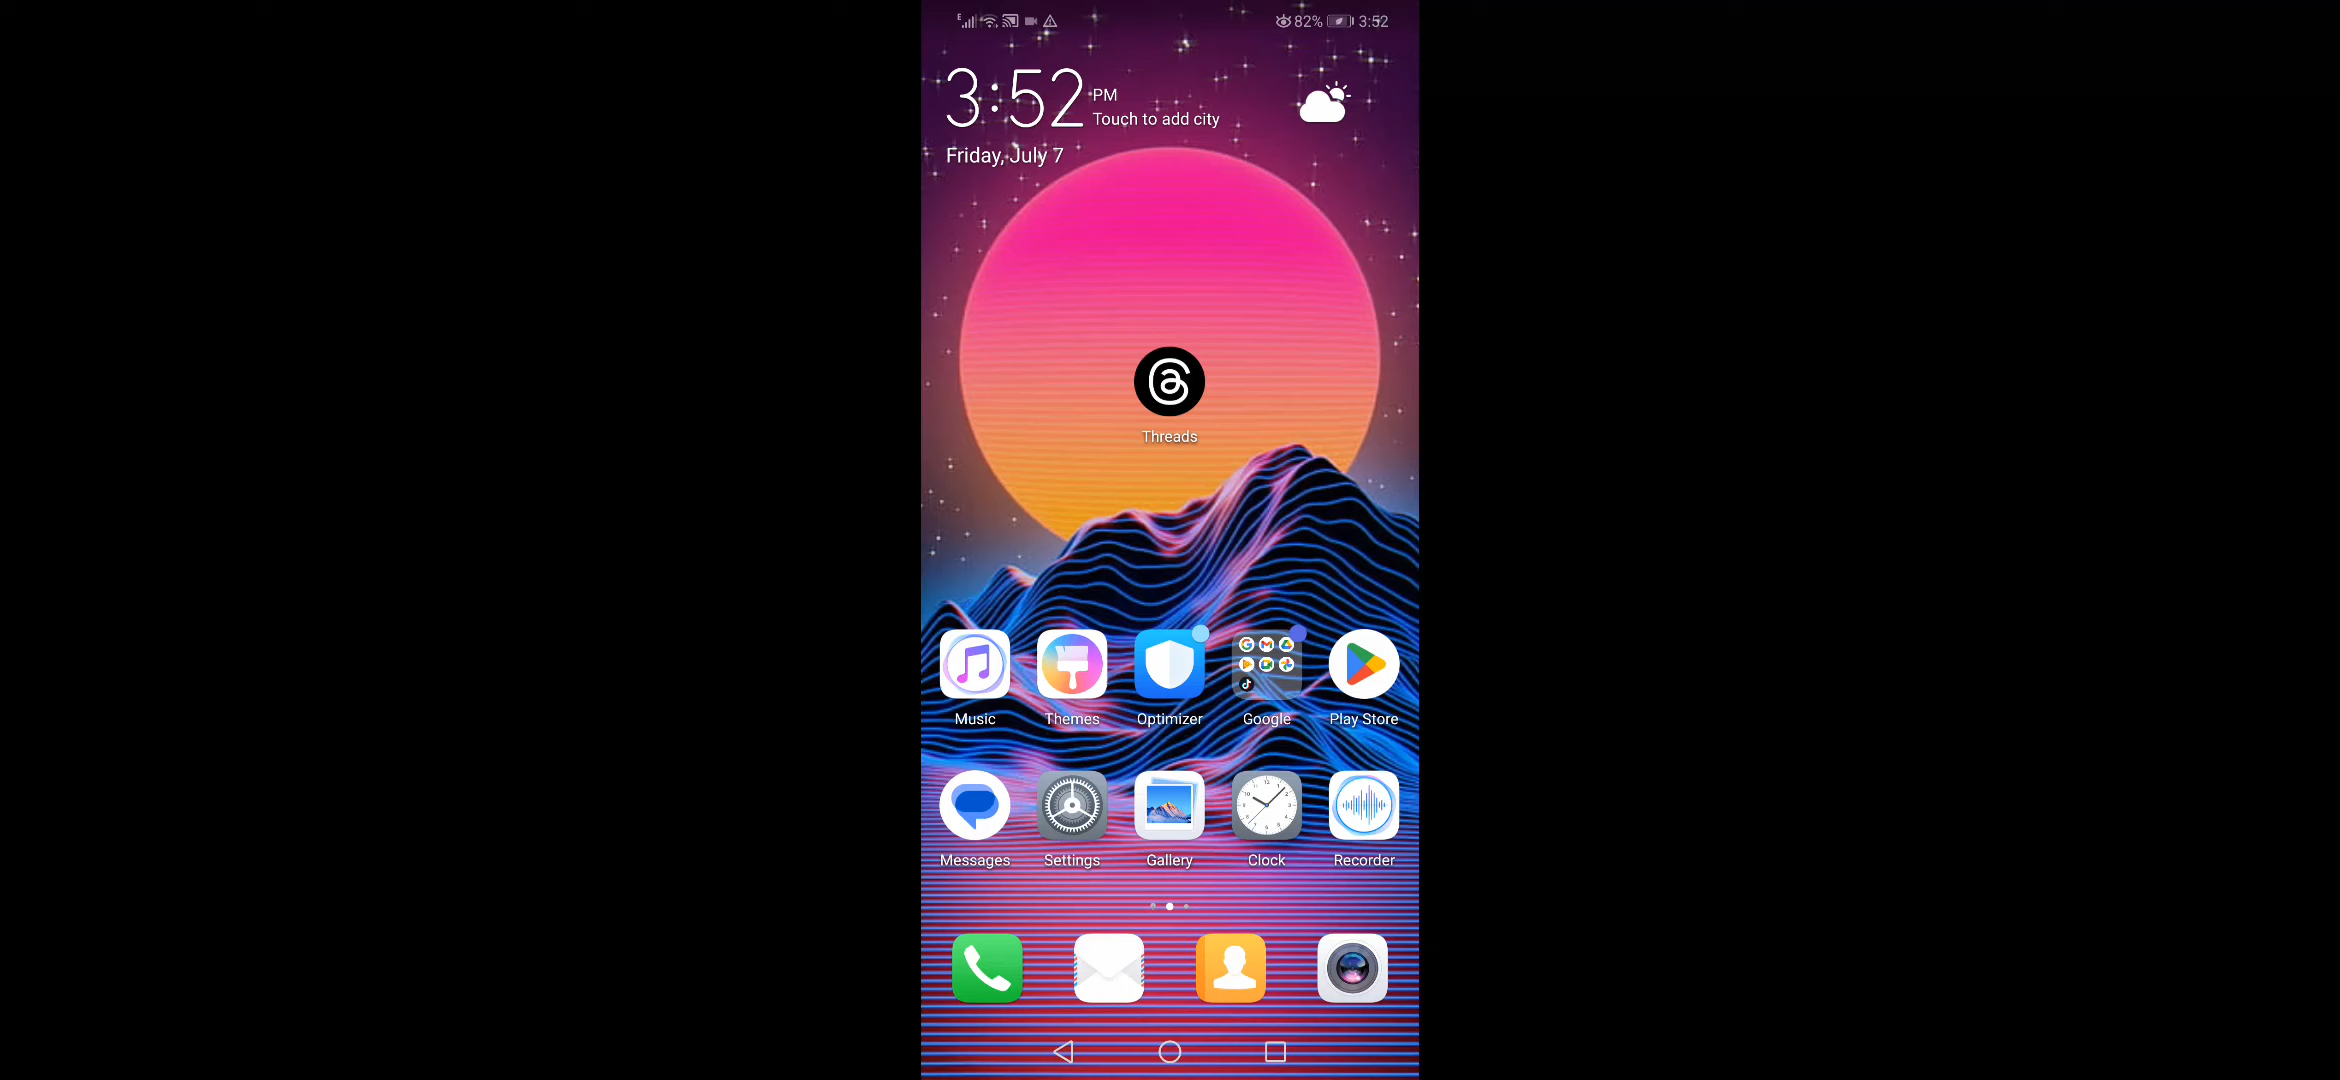 E 82% 3:52
3:52 PM
Touch to add city
Friday, July 7
Threads
Music Themes Optimizer Google Play Store
Messages Settings Gallery Clock Recorder